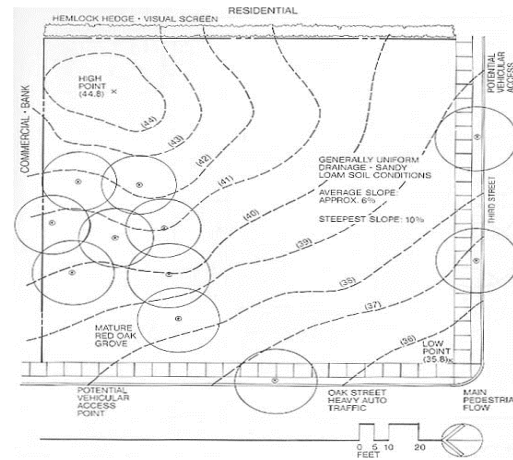 RESIDENTIAL
HEMLOCK HEDGE • VISUAL SCREEN
HIGH
POINT
(44.8) x
COMMERCIAL • BANK
POTENTIAL
VEHICULAR
ACCESS
(44)
(43)
(42)
(41)
(40)
(39)
(35)
(37)
(36)
GENERALLY UNIFORM
DRAINAGE - SANDY
LOAM SOIL CONDITIONS
AVERAGE SLOPE:
APPROX. 6%
STEEPEST SLOPE: 10%
THIRD STREET
MATURE
RED OAK
GROVE
LOW
POINT
(35.8)x
POTENTIAL
VEHICULAR
ACCESS
POINT
OAK STREET
HEAVY AUTO
TRAFFIC
MAIN
PEDESTRIAN
FLOW
0 5 10 20
FEET